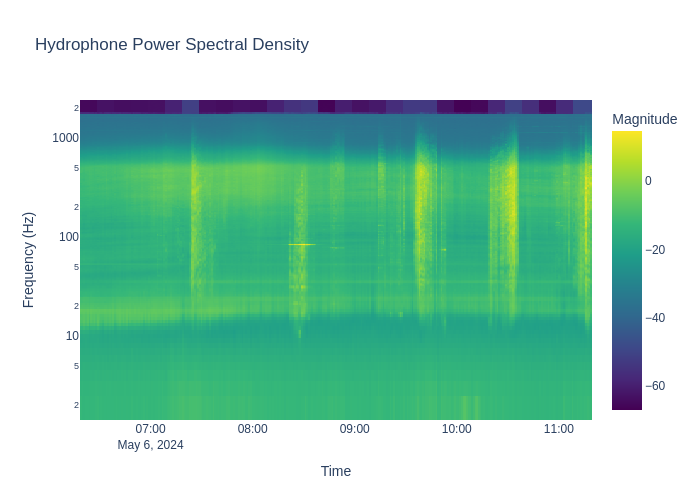 Hydrophone Power Spectral Density
Magnitude
2
1000
5
2
100
5
2
10
5
2
Frequency (Hz)
0
−20
−40
−60
07:00 08:00 09:00 10:00 11:00
May 6, 2024
Time